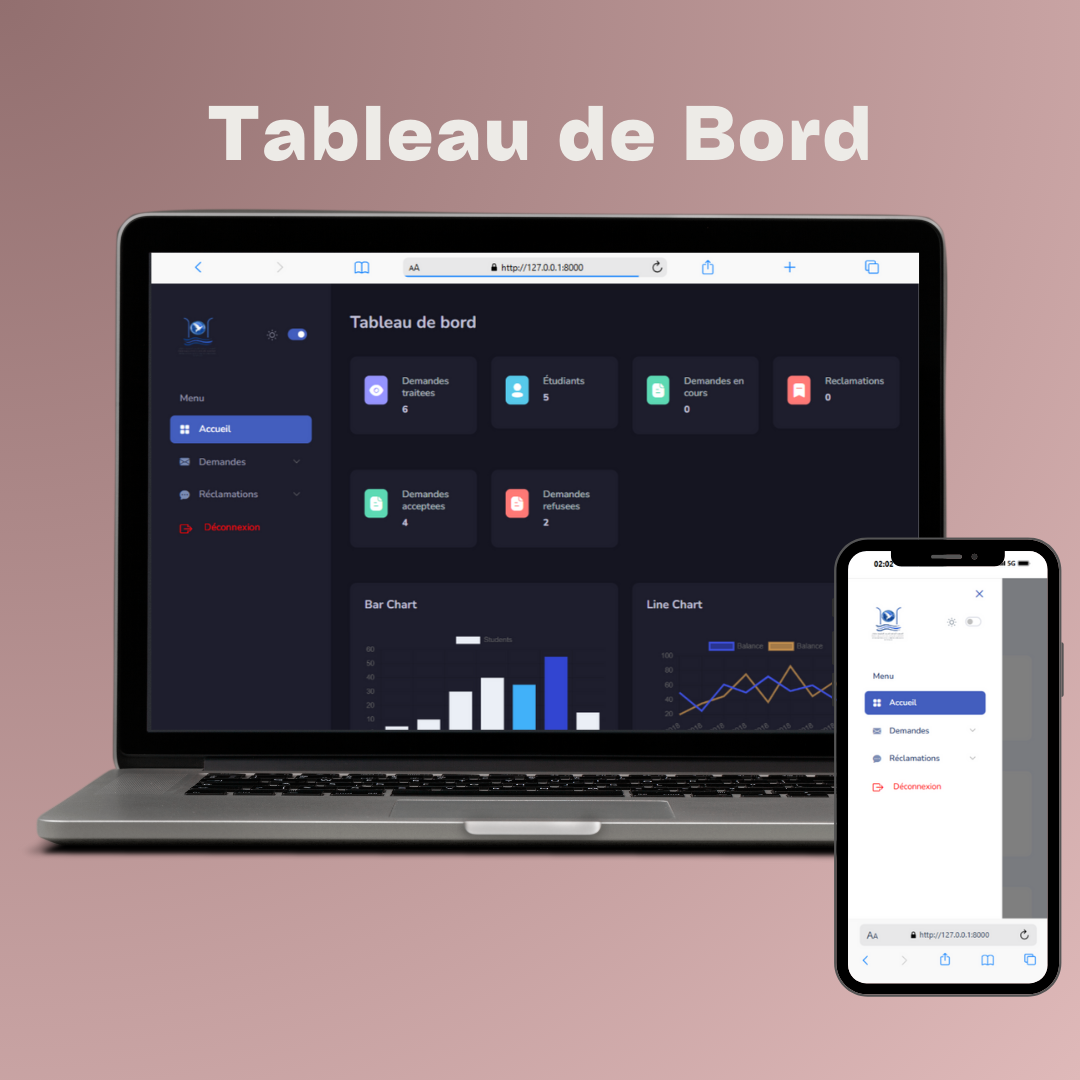 Tableau de Bord
AA
http://127.0.0.1:8000
Tableau de bord
Menu
Accueil
Demandes
Réclamations
Déconnexion
Demandes
traitees
6
Étudiants
5
Demandes en
cours
0
Reclamations
0
Demandes
acceptees
4
Demandes
refusees
2
Bar Chart
Students
60
50
40
30
20
10
Line Chart
Balance
Balance
100
80
60
40
20
02:02
5G
Menu
Accueil
Demandes
Réclamations
Déconnexion
AA
http://127.0.0.1:8000